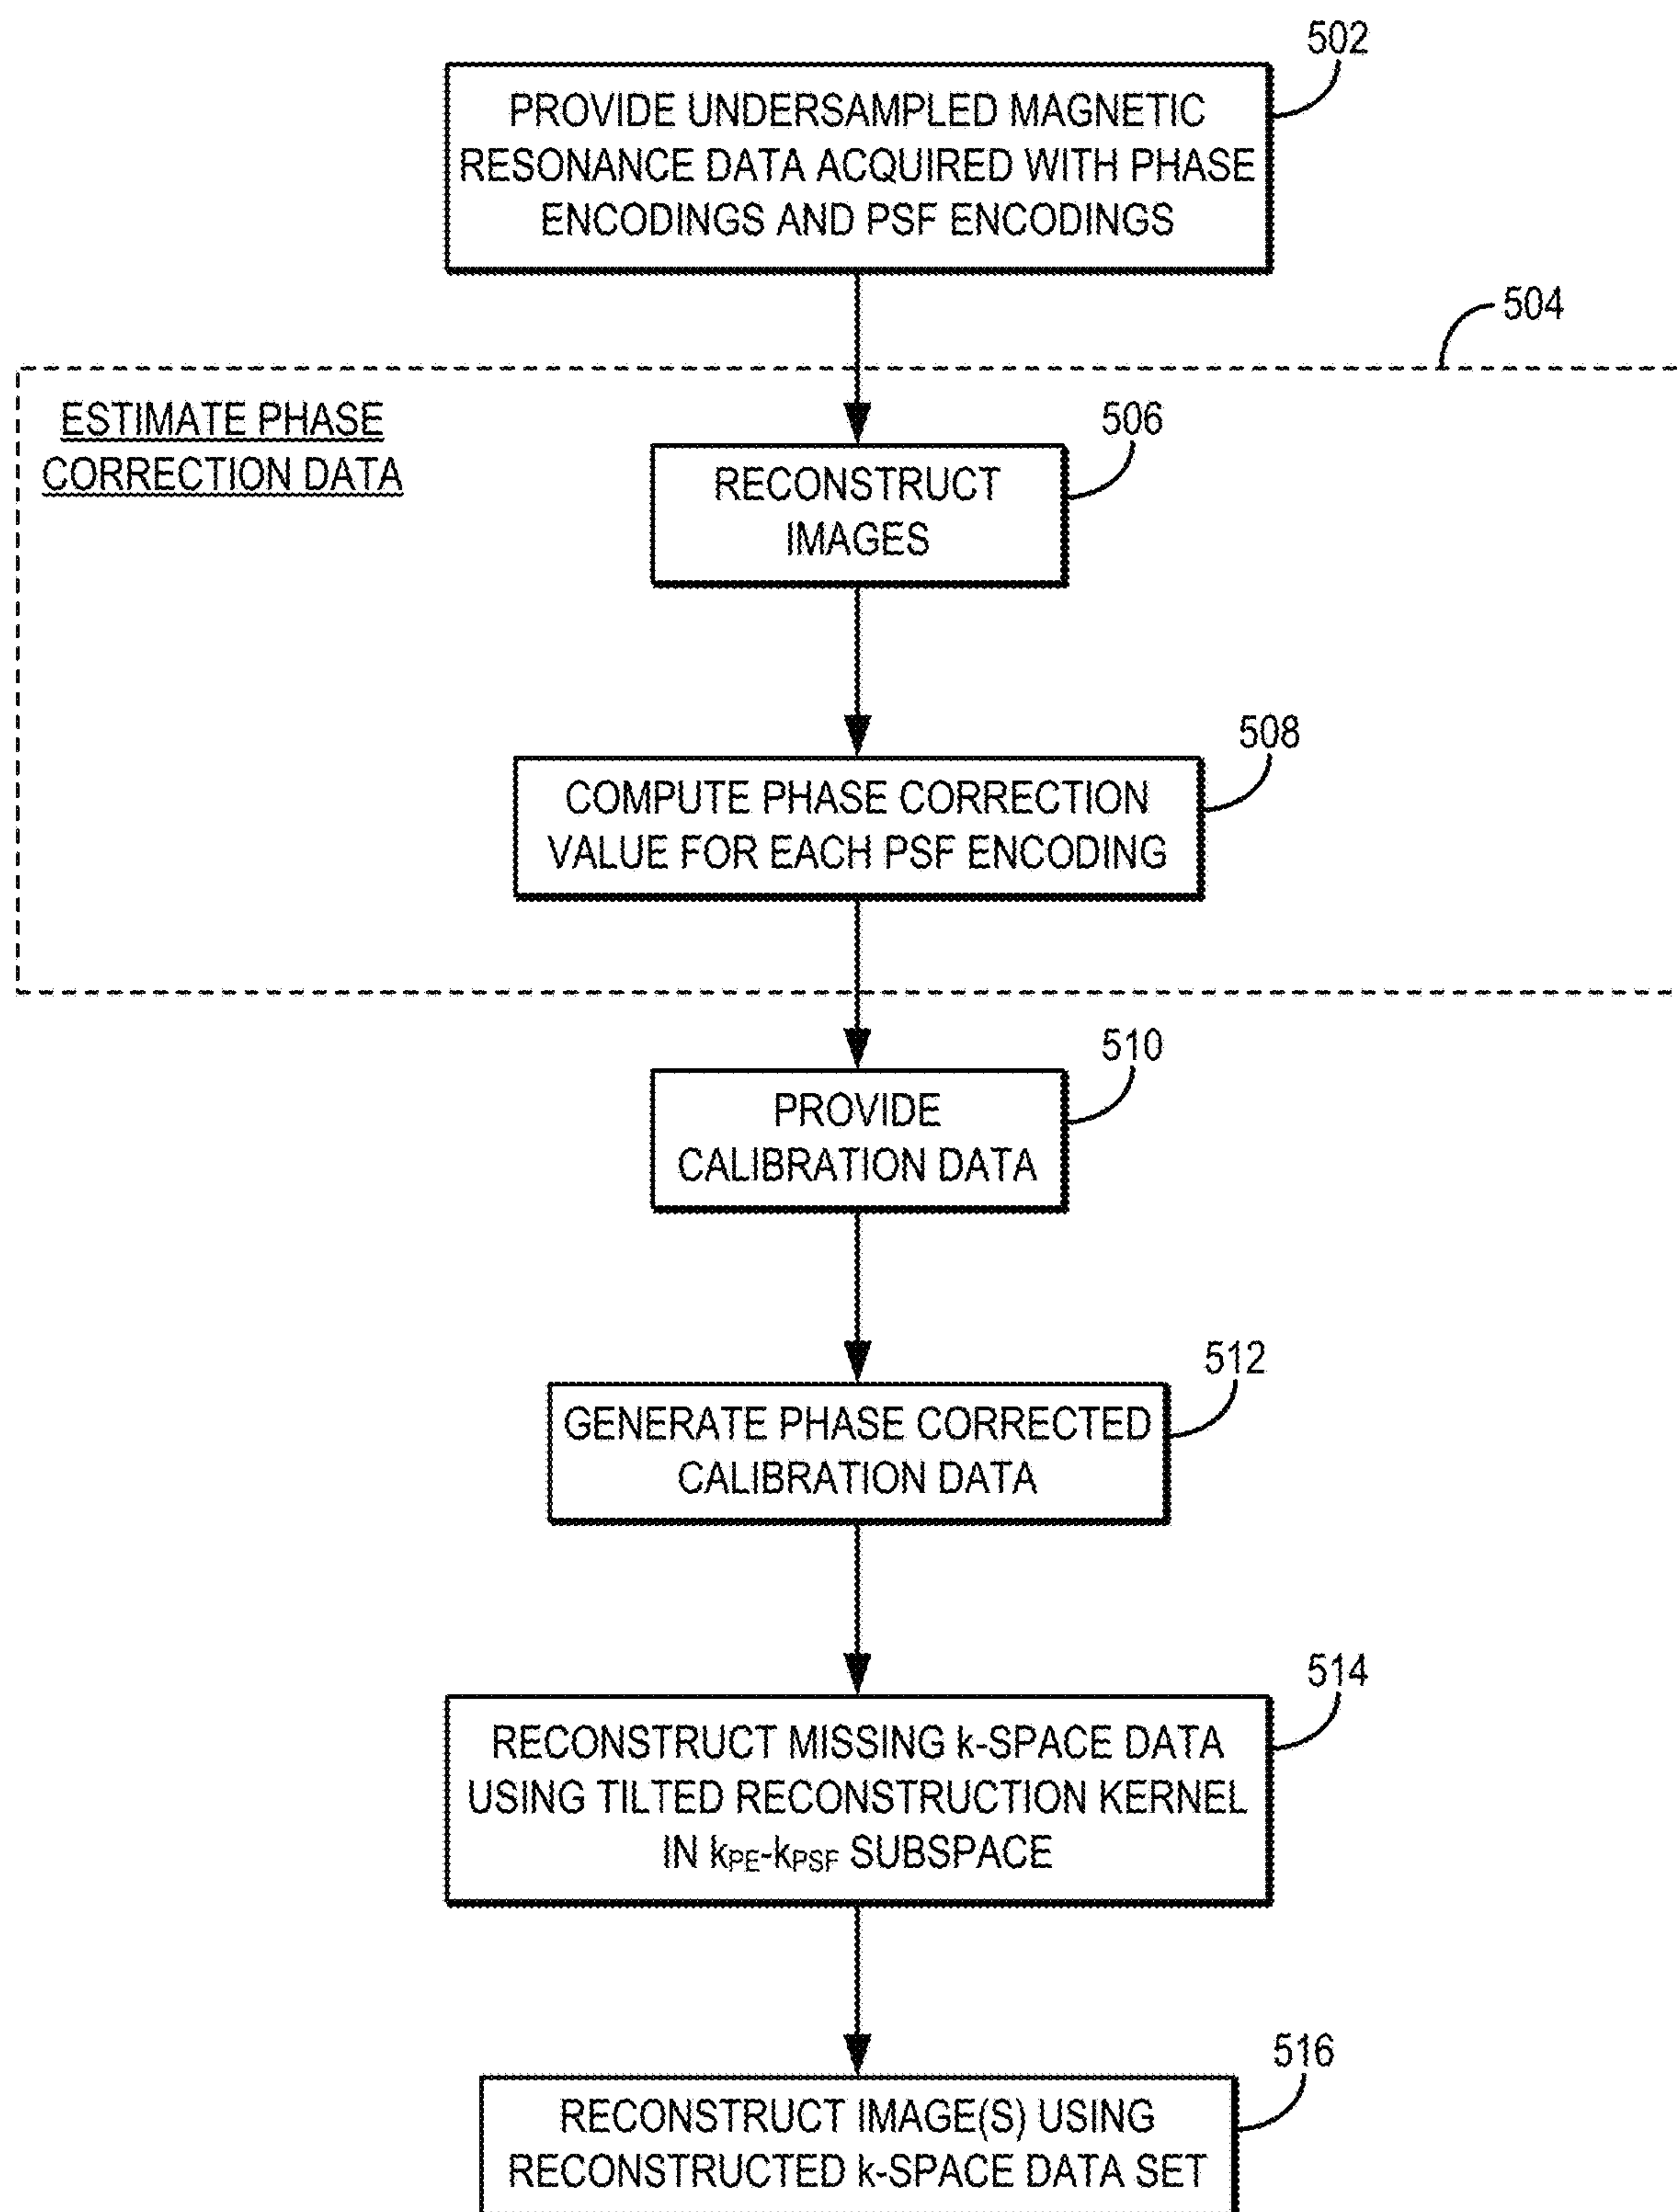 502
PROVIDE UNDERSAMPLED MAGNETIC
RESONANCE DATA ACQUIRED WITH PHASE
ENCODINGS AND PSF ENCODINGS
504
ESTIMATE PHASE
CORRECTION DATA
506
RECONSTRUCT
IMAGES
508
COMPUTE PHASE CORRECTION
VALUE FOR EACH PSF ENCODING
510
PROVIDE
CALIBRATION DATA
512
GENERATE PHASE CORRECTED
CALIBRATION DATA
514
RECONSTRUCT MISSING k-SPACE DATA
USING TILTED RECONSTRUCTION KERNEL
IN kPE-kPSF SUBSPACE
516
RECONSTRUCT IMAGE(S) USING
RECONSTRUCTED k-SPACE DATA SET